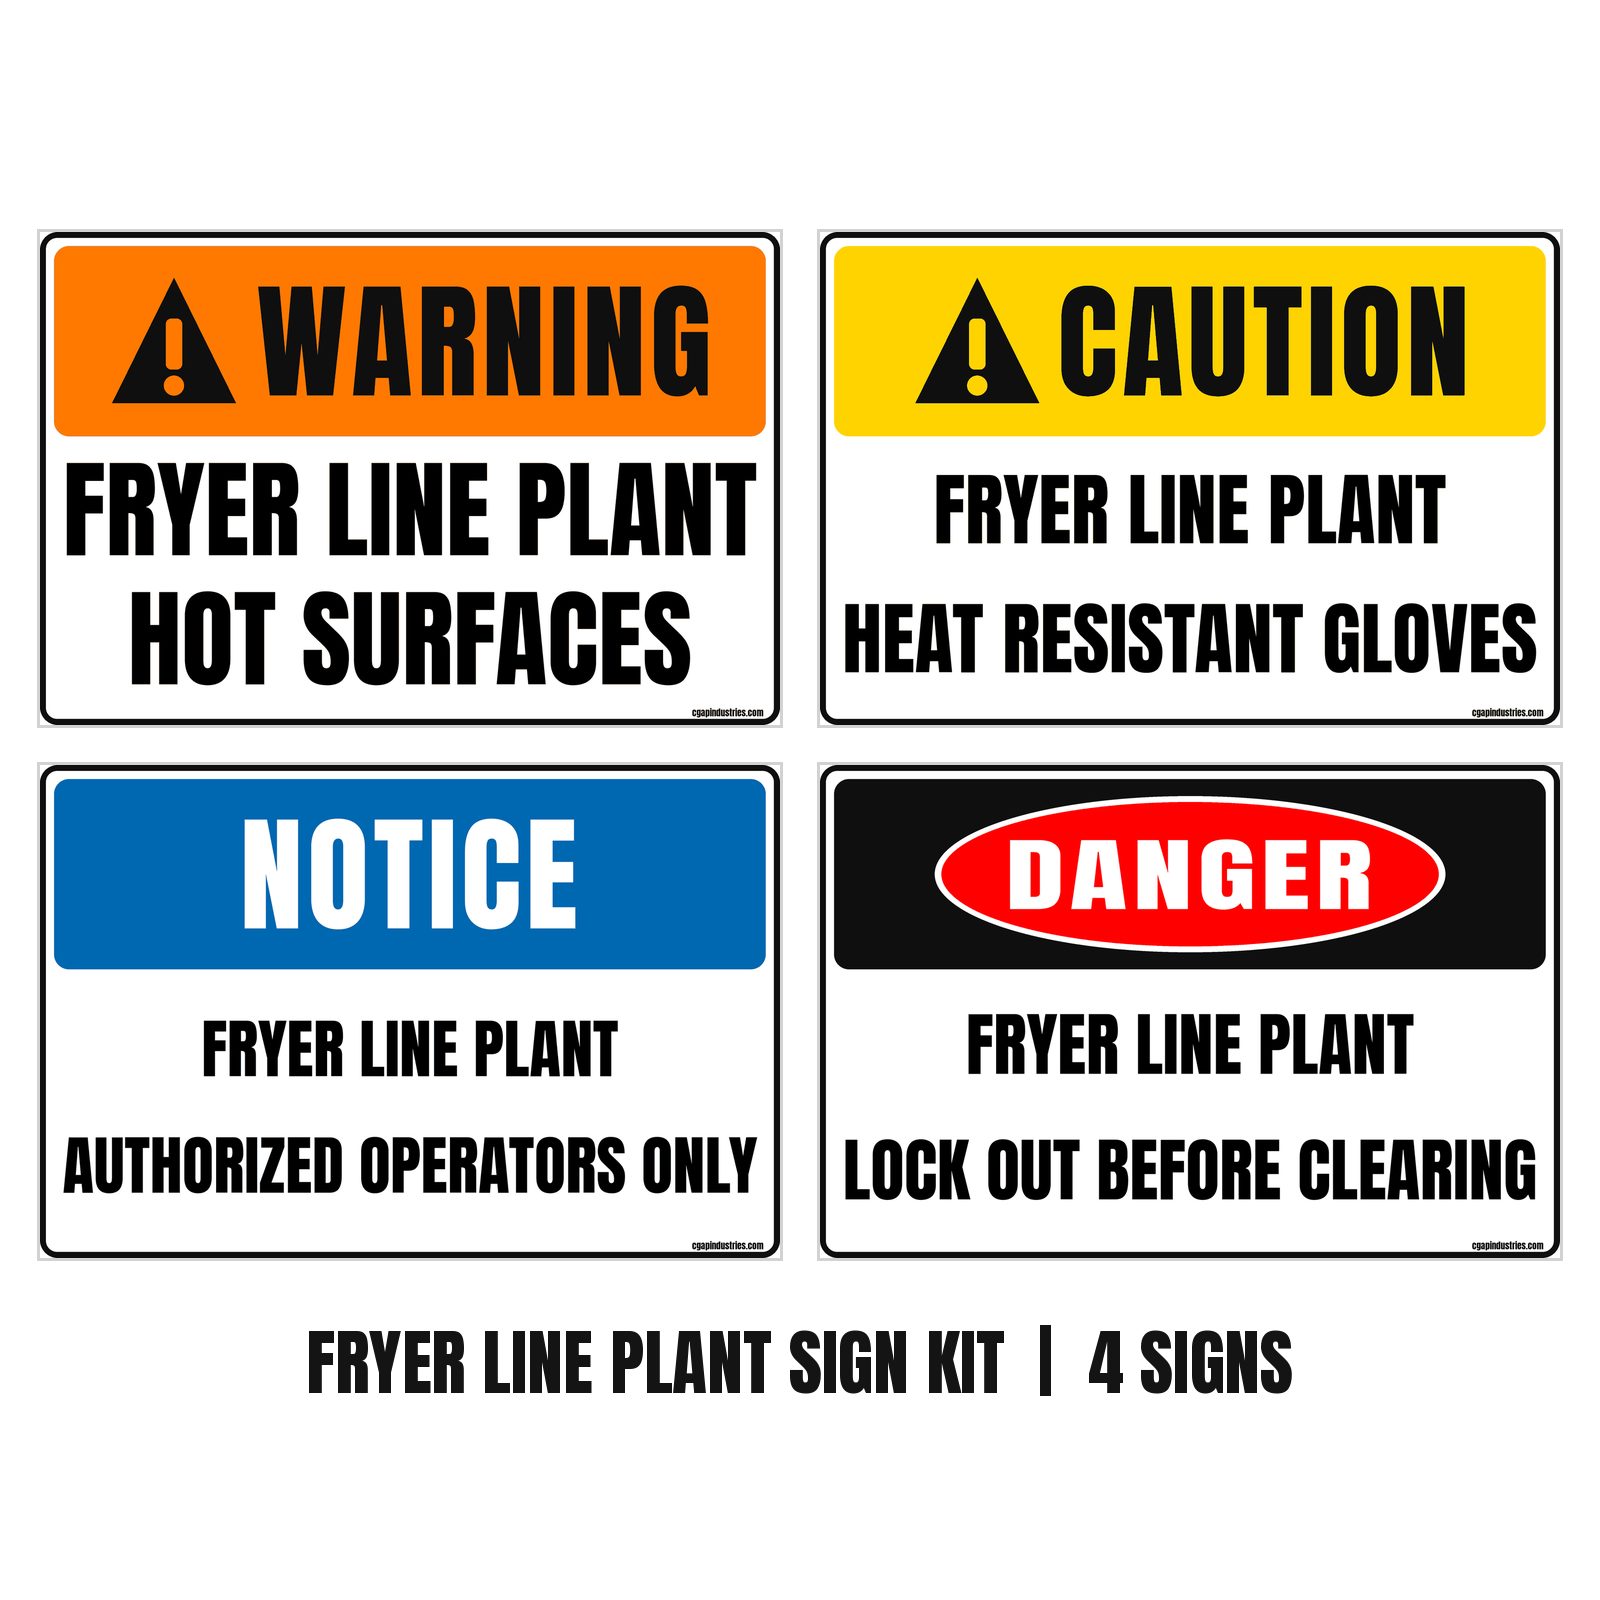 WARNING
FRYER LINE PLANT
HOT SURFACES
cgapindustries.com
CAUTION
FRYER LINE PLANT
HEAT RESISTANT GLOVES
cgapindustries.com
NOTICE
FRYER LINE PLANT
AUTHORIZED OPERATORS ONLY
cgapindustries.com
DANGER
FRYER LINE PLANT
LOCK OUT BEFORE CLEARING
cgapindustries.com
FRYER LINE PLANT SIGN KIT | 4 SIGNS